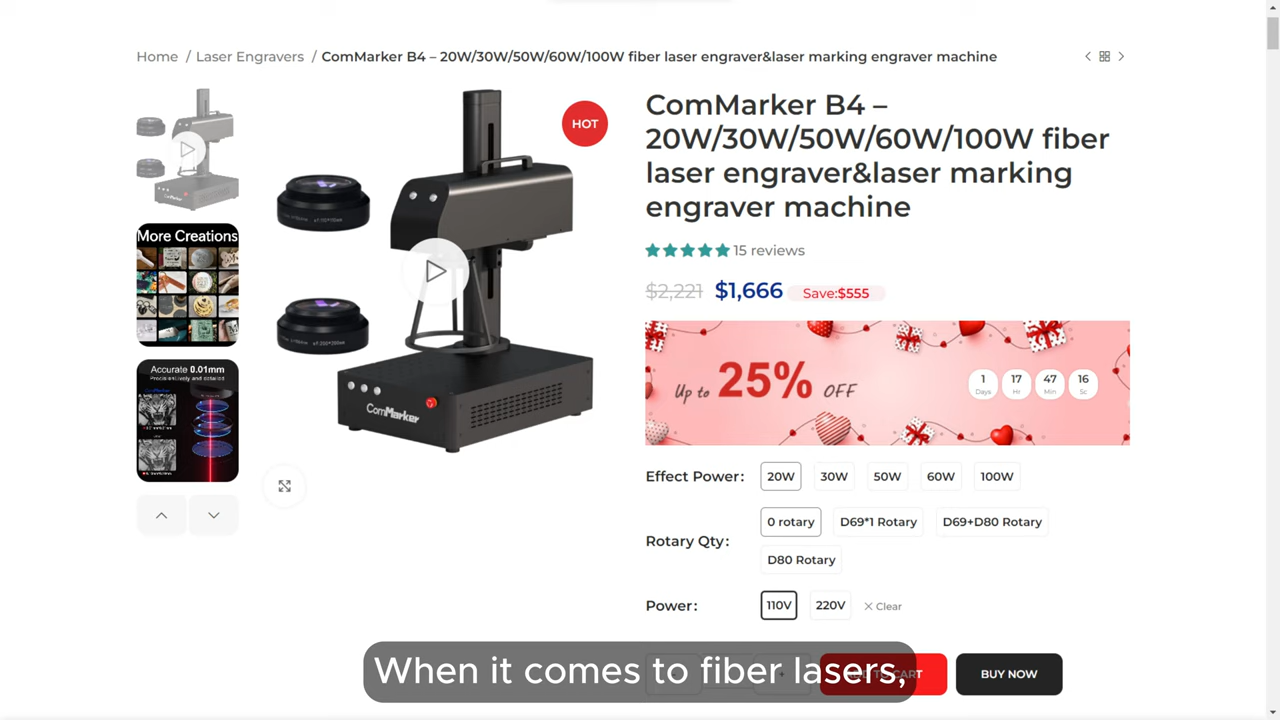 Home / Laser Engravers / ComMarker B4 – 20W/30W/50W/60W/100W fiber laser engraver&laser marking engraver machine
HOT
More Creations
Accurate 0.01mm
ComMarker
ComMarker B4 –
20W/30W/50W/60W/100W fiber
laser engraver&laser marking
engraver machine
15 reviews
$2,221 $1,666 Save:$555
Up to 25% OFF
1 Days 17 Hr 47 Min 16 Sc
Effect Power: 20W 30W 50W 60W 100W
Rotary Qty: 0 rotary D69*1 Rotary D69+D80 Rotary
D80 Rotary
Power: 110V 220V Clear
CART
BUY NOW
When it comes to fiber lasers,